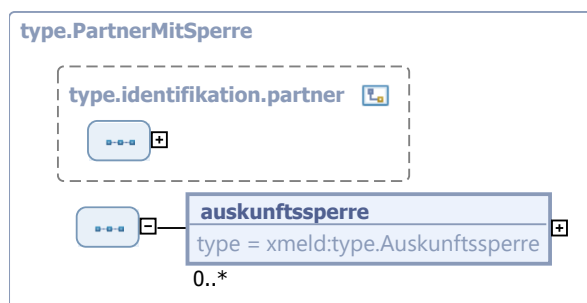 type.PartnerMitSperre
type.identifikation.partner
auskunftssperre
type = xmeld:type.Auskunftssperre
0..*